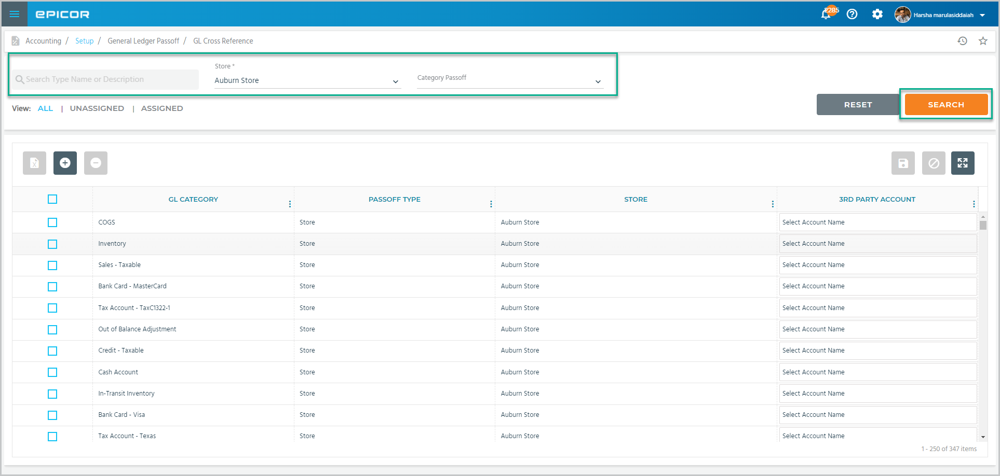 EPICOR
2285
Harsha marulasiddaiah
Accounting / Setup / General Ledger Passoff / GL Cross Reference
Search Type Name or Description
Store *
Auburn Store
Category Passoff
View: ALL | UNASSIGNED | ASSIGNED
RESET
SEARCH
GL CATEGORY PASSOFF TYPE STORE 3RD PARTY ACCOUNT
COGS Store Auburn Store Select Account Name
Inventory Store Auburn Store Select Account Name
Sales - Taxable Store Auburn Store Select Account Name
Bank Card - MasterCard Store Auburn Store Select Account Name
Tax Account - TaxC1322-1 Store Auburn Store Select Account Name
Out of Balance Adjustment Store Auburn Store Select Account Name
Credit - Taxable Store Auburn Store Select Account Name
Cash Account Store Auburn Store Select Account Name
In-Transit Inventory Store Auburn Store Select Account Name
Bank Card - Visa Store Auburn Store Select Account Name
Tax Account - Texas Store Auburn Store Select Account Name
1 - 250 of 347 items